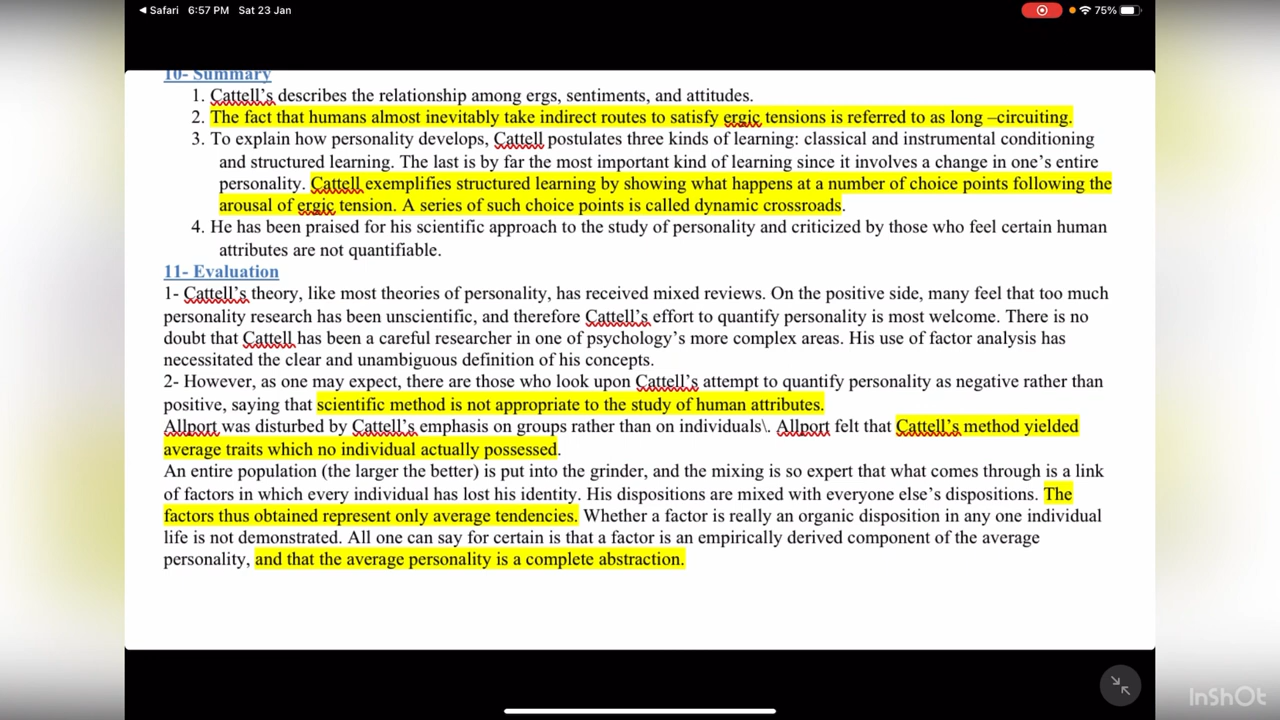 ◀ Safari 6:57 PM Sat 23 Jan 75%
10- Summary
1. Cattell's describes the relationship among ergs, sentiments, and attitudes.
2. The fact that humans almost inevitably take indirect routes to satisfy ergic tensions is referred to as long –circuiting.
3. To explain how personality develops, Cattell postulates three kinds of learning: classical and instrumental conditioning
and structured learning. The last is by far the most important kind of learning since it involves a change in one's entire
personality. Cattell exemplifies structured learning by showing what happens at a number of choice points following the
arousal of ergic tension. A series of such choice points is called dynamic crossroads.
4. He has been praised for his scientific approach to the study of personality and criticized by those who feel certain human
attributes are not quantifiable.
11- Evaluation
1- Cattell's theory, like most theories of personality, has received mixed reviews. On the positive side, many feel that too much
personality research has been unscientific, and therefore Cattell's effort to quantify personality is most welcome. There is no
doubt that Cattell has been a careful researcher in one of psychology's more complex areas. His use of factor analysis has
necessitated the clear and unambiguous definition of his concepts.
2- However, as one may expect, there are those who look upon Cattell's attempt to quantify personality as negative rather than
positive, saying that scientific method is not appropriate to the study of human attributes.
Allport was disturbed by Cattell's emphasis on groups rather than on individuals\. Allport felt that Cattell's method yielded
average traits which no individual actually possessed.
An entire population (the larger the better) is put into the grinder, and the mixing is so expert that what comes through is a link
of factors in which every individual has lost his identity. His dispositions are mixed with everyone else's dispositions. The
factors thus obtained represent only average tendencies. Whether a factor is really an organic disposition in any one individual
life is not demonstrated. All one can say for certain is that a factor is an empirically derived component of the average
personality, and that the average personality is a complete abstraction.
InShOt